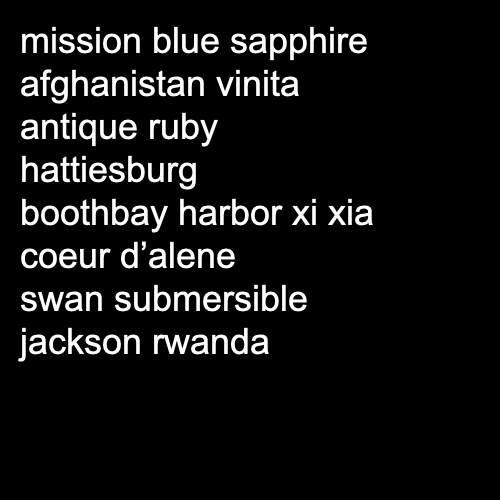 mission blue sapphire
afghanistan vinita
antique ruby
hattiesburg
boothbay harbor xi xia
coeur d’alene
swan submersible
jackson rwanda